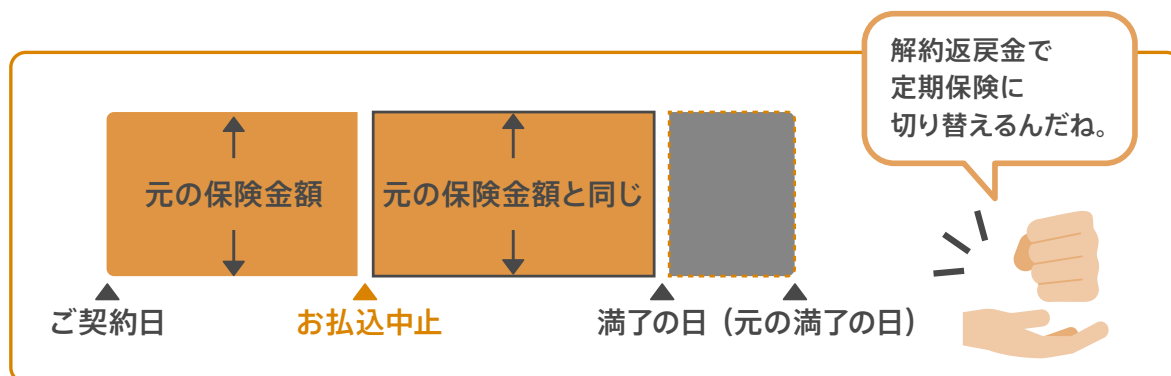 解約返戻金で
定期保険に
切り替えるんだね。
元の保険金額
元の保険金額と同じ
ご契約日
お払込中止
満了の日（元の満了の日）